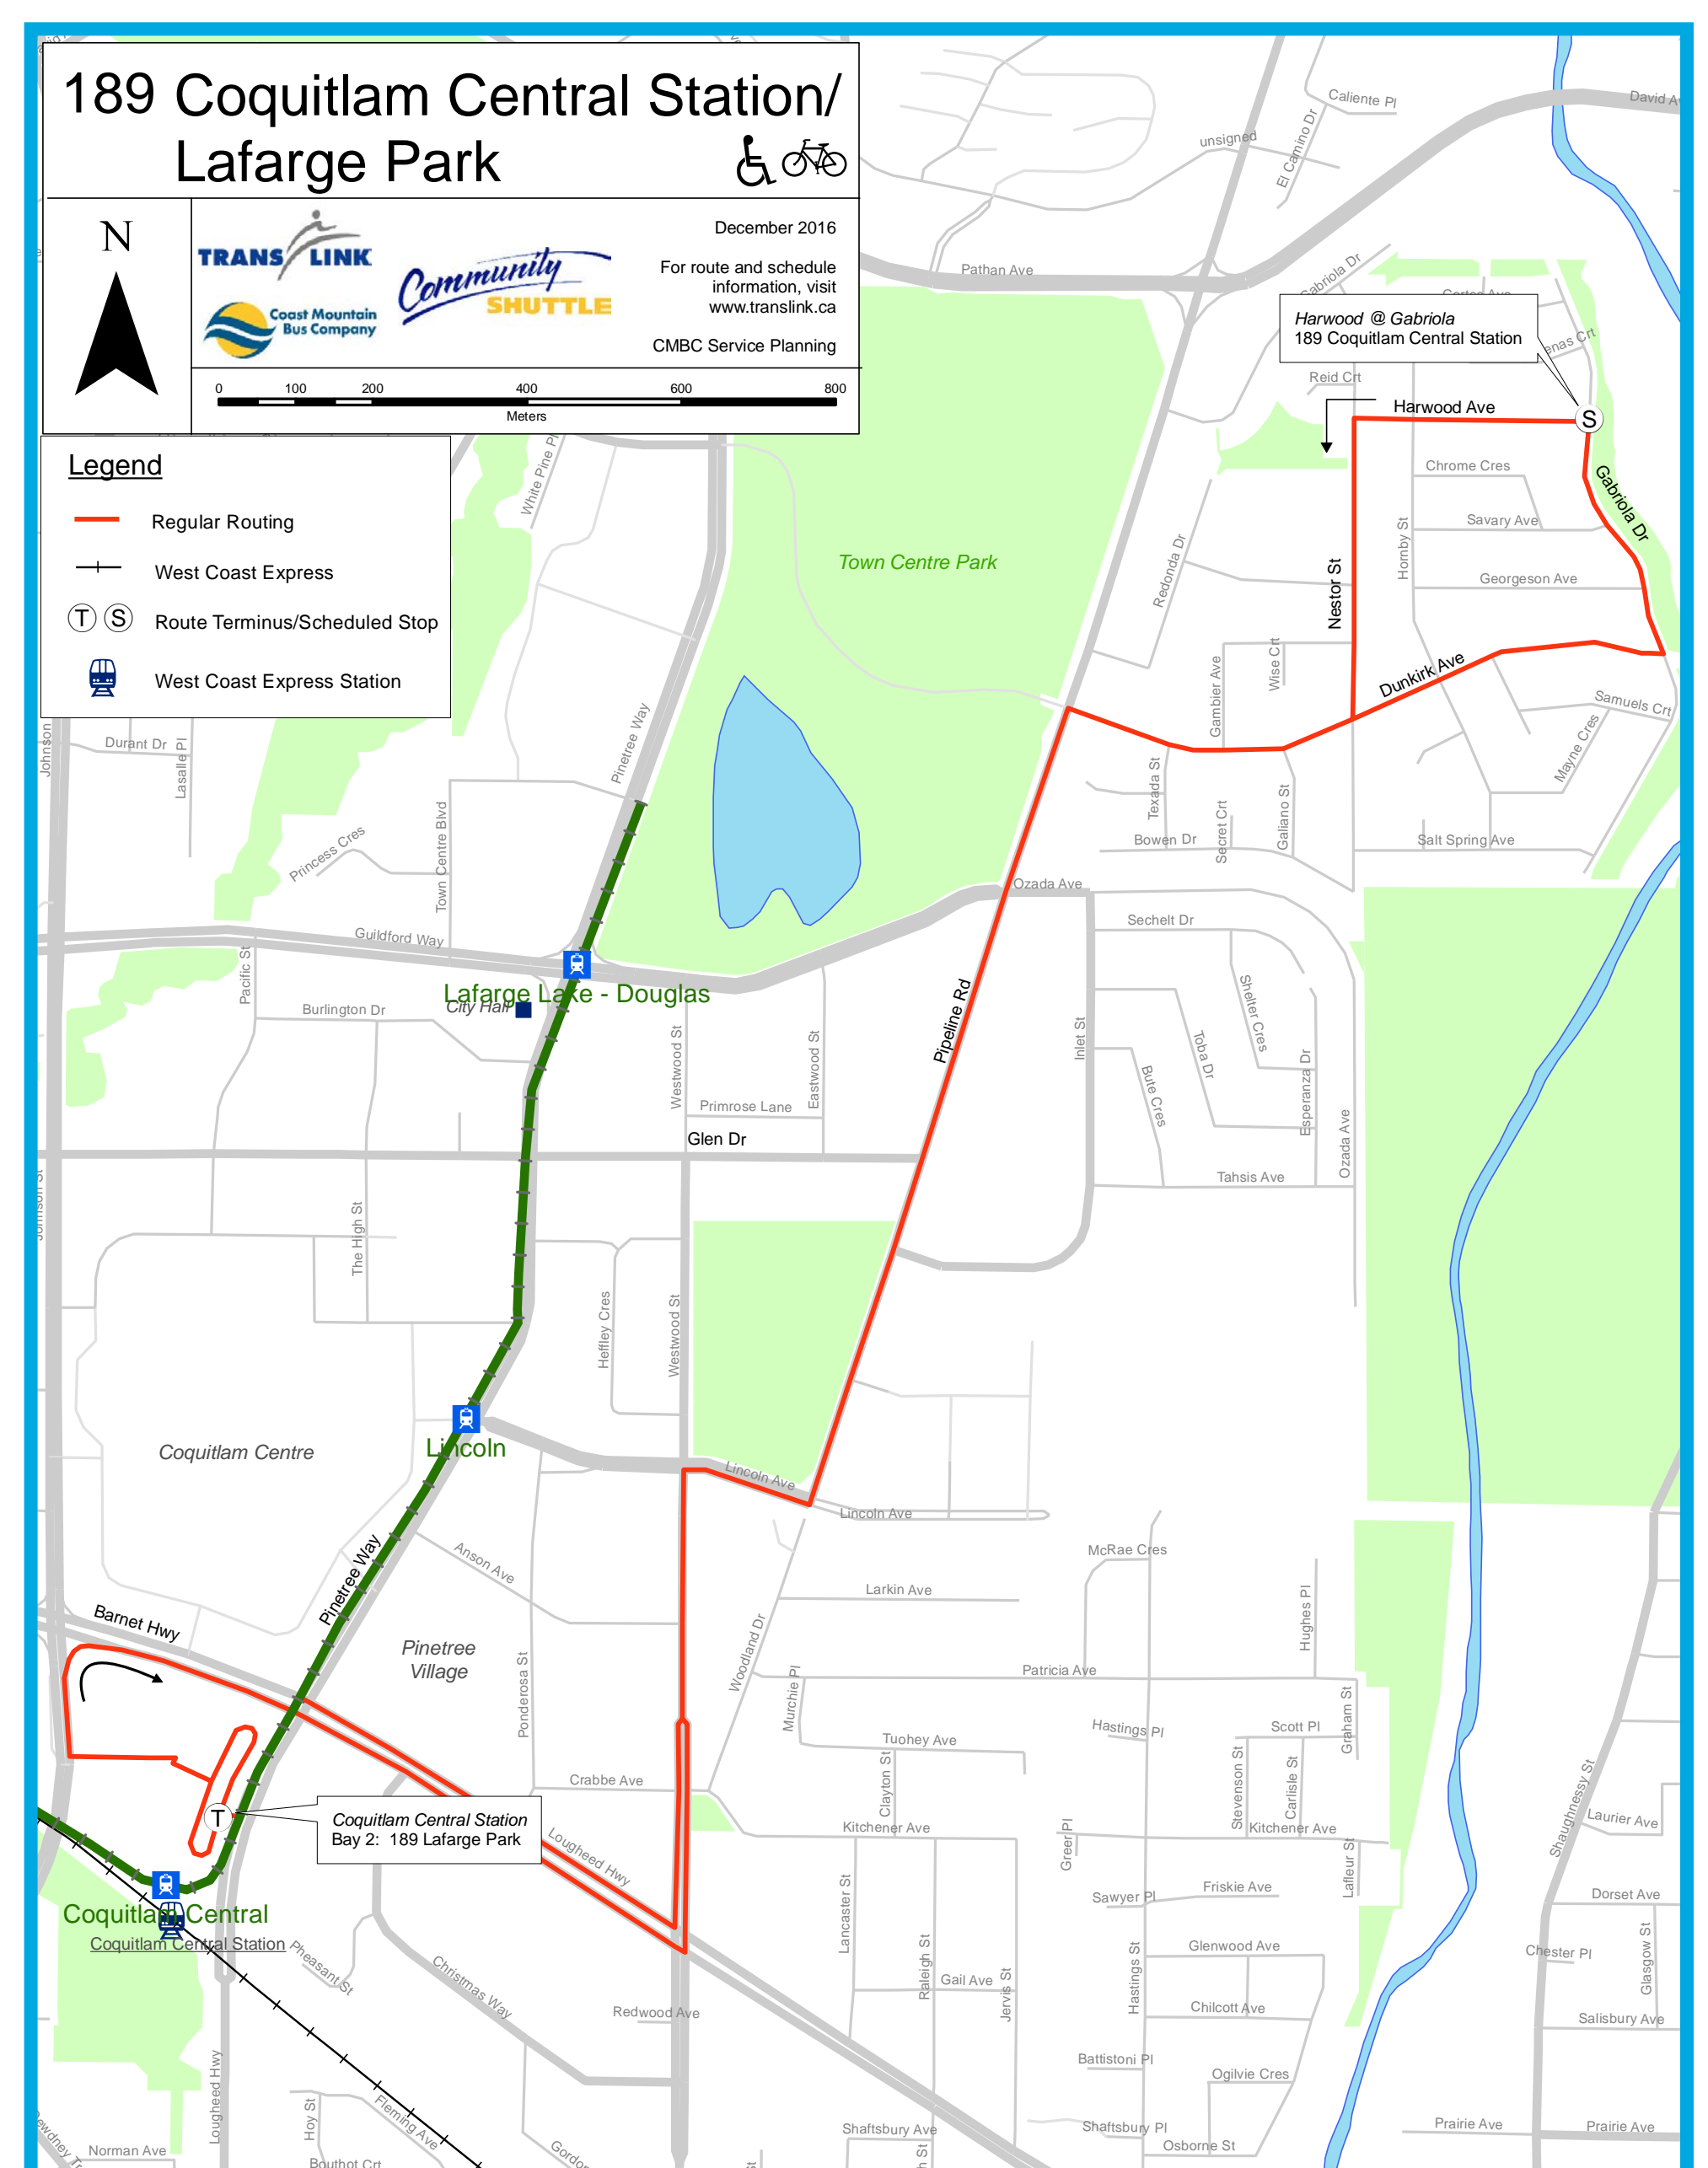 189 Coquitlam Central Station/
Lafarge Park
N
TRANS LINK
Coast Mountain
Bus Company
Community
SHUTTLE
December 2016
For route and schedule
information, visit
www.translink.ca
CMBC Service Planning
0 100 200 400 600 800
Meters
Legend
Regular Routing
West Coast Express
T S Route Terminus/Scheduled Stop
West Coast Express Station
Caliente Pl
David A
unsigned
El Camino Dr
Pathan Ave
Gabriola Dr
Harwood @ Gabriola
189 Coquitlam Central Station
enas Crt
Reid Crt
Harwood Ave
S
White Pine Pl
Chrome Cres
Gabriola Dr
Savary Ave
Hornby St
Town Centre Park
Redonda Dr
Nestor St
Georgeson Ave
Wise Crt
Gambier Ave
Dunkirk Ave
Samuels Crt
Mayne Cres
Johnson
Durant Dr
Lasalle Pl
Pinetree Way
Texada St
Secret Crt
Galiano St
Bowen Dr
Salt Spring Ave
Princess Cres
Town Centre Blvd
Ozada Ave
Sechelt Dr
Guildford Way
Pacific St
Lafarge Lake - Douglas
City Hall
Burlington Dr
Pipeline Rd
Shelter Cres
Inlet St
Toba Dr
Bute Cres
Esperanza Dr
Westwood St
Eastwood St
Primrose Lane
Glen Dr
Ozada Ave
Tahsis Ave
Johnson St
The High St
Heffley Cres
Westwood St
Lincoln
Coquitlam Centre
Lincoln Ave
Lincoln Ave
Anson Ave
McRae Cres
Larkin Ave
Pinetree Way
Barnet Hwy
Pinetree
Village
Ponderosa St
Woodland Dr
Hughes Pl
Murchie Pl
Patricia Ave
Graham St
Hastings Pl
Scott Pl
Tuohey Ave
Clayton St
Stevenson St
Carlisle St
Crabbe Ave
Shaughnessy St
T
Coquitlam Central Station
Bay 2: 189 Lafarge Park
Kitchener Ave
Kitchener Ave
Laurier Ave
Lougheed Hwy
Greer Pl
Lafleur St
Lancaster St
Sawyer Pl
Friskie Ave
Dorset Ave
Coquitlam Central
Coquitlam Central Station
Pheasant St
Christmas Way
Raleigh St
Glenwood Ave
Chester Pl
Glasgow St
Gail Ave
Jervis St
Hastings St
Chilcott Ave
Redwood Ave
Salisbury Ave
Battistoni Pl
Ogilvie Cres
Lougheed Hwy
Hoy St
Fleming Ave
Shaftsbury Ave
Shaftsbury Pl
Prairie Ave
Prairie Ave
Osborne St
Norman Ave
Bouthot Crt